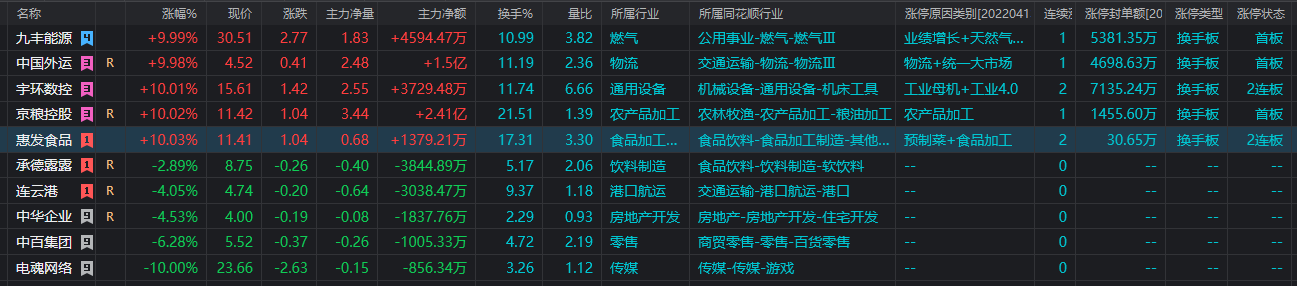 名称 涨幅% 现价 涨跌 主力净量 主力净额 换手% 量比 所属行业 所属同花顺行业 涨停原因类别[2022041 连续涨 涨停封单额[20 涨停类型 涨停状态
九丰能源 4 +9.99% 30.51 2.77 1.83 +4594.47万 10.99 3.82 燃气 公用事业-燃气-燃气Ⅲ 业绩增长+天然气... 1 5381.35万 换手板 首板
中国外运 3 R +9.98% 4.52 0.41 2.48 +1.5亿 11.19 2.36 物流 交通运输-物流-物流Ⅲ 物流+统一大市场 1 4698.63万 换手板 首板
宇环数控 3 +10.01% 15.61 1.42 2.55 +3729.48万 11.74 6.66 通用设备 机械设备-通用设备-机床工具 工业母机+工业4.0 2 7135.24万 换手板 2连板
京粮控股 3 R +10.02% 11.42 1.04 3.44 +2.41亿 21.51 1.39 农产品加工 农林牧渔-农产品加工-粮油加工 农产品加工 1 1455.60万 换手板 首板
惠发食品 1 +10.03% 11.41 1.04 0.68 +1379.21万 17.31 3.30 食品加工... 食品饮料-食品加工制造-其他... 预制菜+食品加工 2 30.65万 换手板 2连板
承德露露 1 R -2.89% 8.75 -0.26 -0.40 -3844.89万 5.17 2.06 饮料制造 食品饮料-饮料制造-软饮料 -- 0 -- -- --
连云港 1 R -4.05% 4.74 -0.20 -0.64 -3038.47万 9.37 1.18 港口航运 交通运输-港口航运-港口 -- 0 -- -- --
中华企业 9 R -4.53% 4.00 -0.19 -0.08 -1837.76万 2.29 0.93 房地产开发 房地产-房地产开发-住宅开发 -- 0 -- -- --
中百集团 9 -6.28% 5.52 -0.37 -0.26 -1005.33万 4.72 2.19 零售 商贸零售-零售-百货零售 -- 0 -- -- --
电魂网络 9 -10.00% 23.66 -2.63 -0.15 -856.34万 3.26 1.12 传媒 传媒-传媒-游戏 -- 0 -- -- --